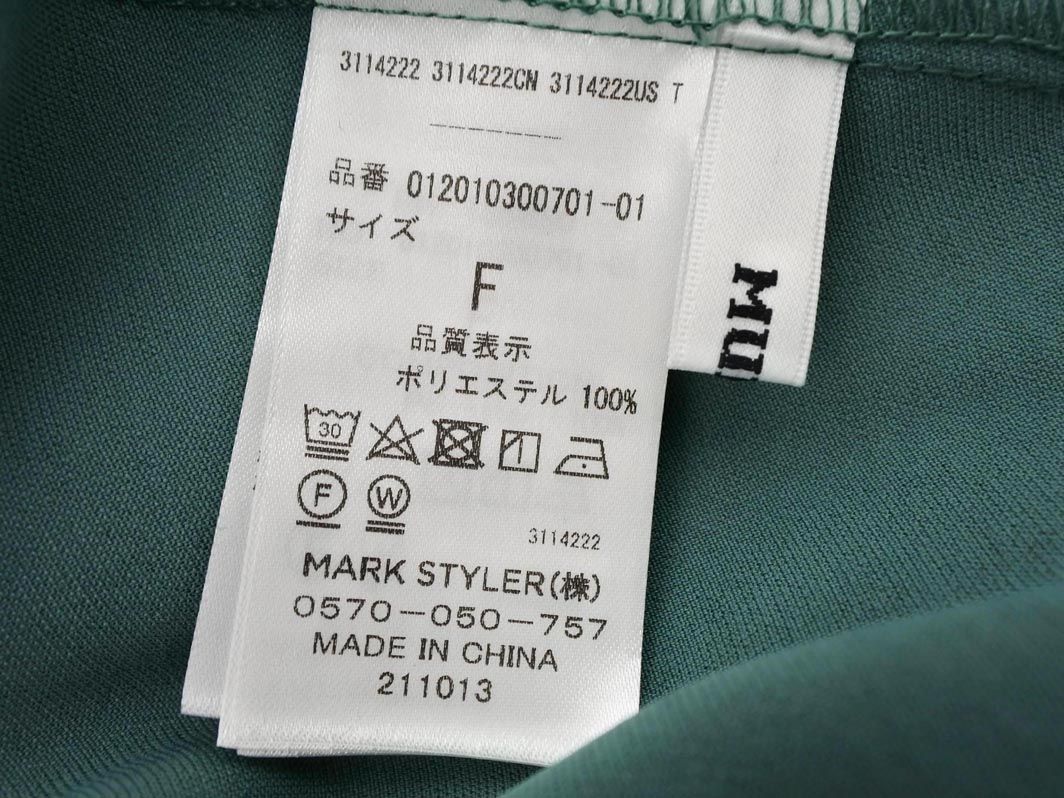 3114222 3114222CN 3114222US T
品番 012010300701-01
サイズ
F
品質表示
ポリエステル 100%
30
F W
3114222
MARK STYLER(株)
0570-050-757
MADE IN CHINA
211013
MU